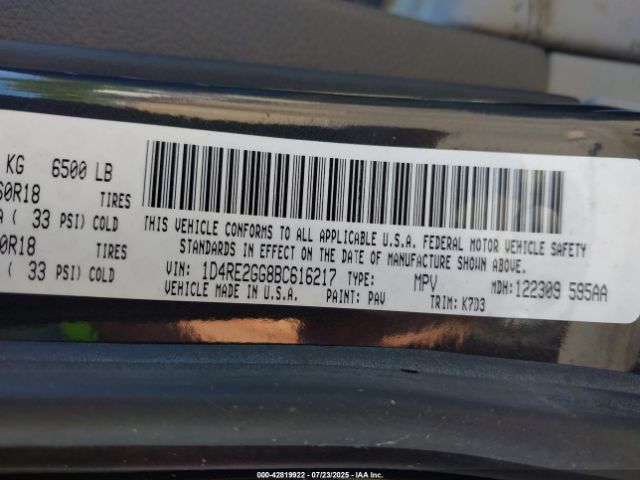 KG 6500 LB
60R18 TIRES
( 33 PSI) COLD
0R18 TIRES
( 33 PSI) COLD
THIS VEHICLE CONFORMS TO ALL APPLICABLE U.S.A. FEDERAL MOTOR VEHICLE SAFETY
STANDARDS IN EFFECT ON THE DATE OF MANUFACTURE SHOWN ABOVE.
VIN: 1D4RE2GG8BC616217 TYPE: MPV MDH: 122309 595AA
VEHICLE MADE IN U.S.A. PAINT: PAV TRIM: K7D3
000-42819922 - 07/23/2025 - IAA Inc.